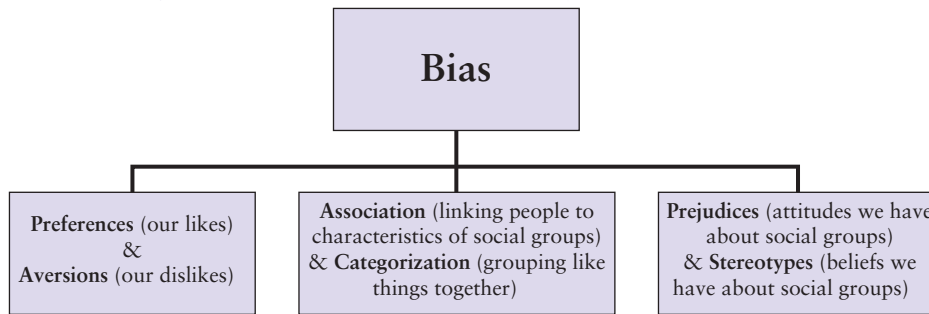 Bias
Preferences (our likes)
&
Aversions (our dislikes)
Association (linking people to
characteristics of social groups)
& Categorization (grouping like
things together)
Prejudices (attitudes we have
about social groups)
& Stereotypes (beliefs we
have about social groups)